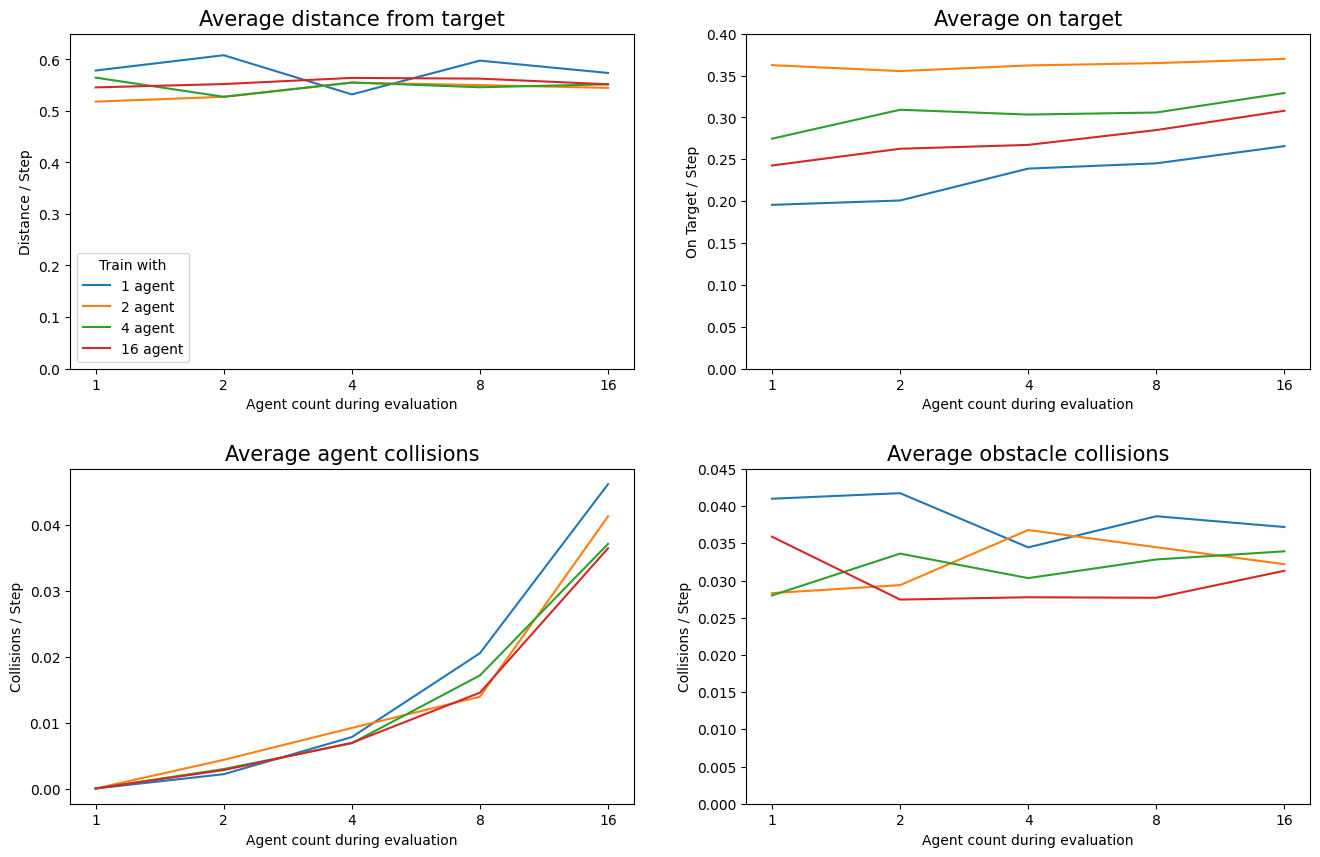 Average distance from target
0.6
0.5
0.4
0.3
0.2
0.1
0.0
Distance / Step
Train with
1 agent
2 agent
4 agent
16 agent
1 2 4 8 16
Agent count during evaluation
Average on target
0.40
0.35
0.30
0.25
0.20
0.15
0.10
0.05
0.00
On Target / Step
1 2 4 8 16
Agent count during evaluation
Average agent collisions
0.04
0.03
0.02
0.01
0.00
Collisions / Step
1 2 4 8 16
Agent count during evaluation
Average obstacle collisions
0.045
0.040
0.035
0.030
0.025
0.020
0.015
0.010
0.005
0.000
Collisions / Step
1 2 4 8 16
Agent count during evaluation